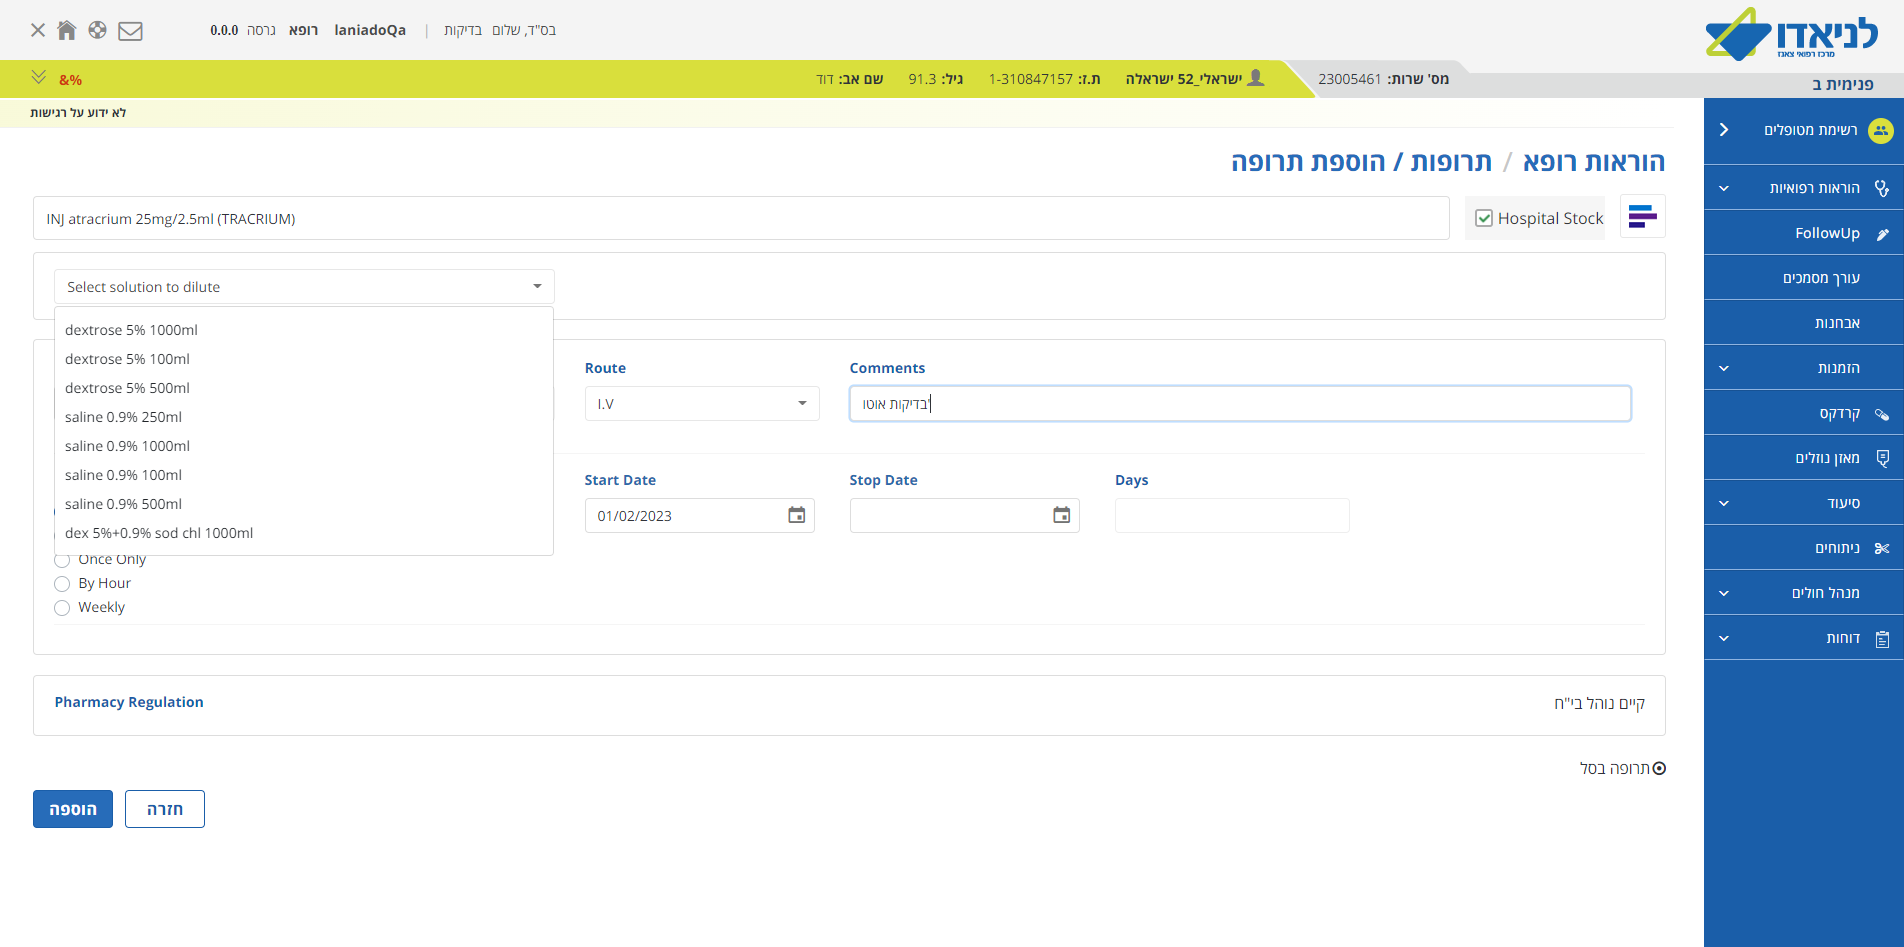 בס"ד, שלום בדיקות | laniadoQa רופא גרסה 0.0.0
לניאדו
מרכז רפואי צאנז
פנימית ב
מס' שרות: 23005461
ישראלי_52 ישראלה ת.ז: 1-310847157 גיל: 91.3 שם אב: דוד
&%
לא ידוע על רגישות
רשימת מטופלים
הוראות רפואיות
FollowUp
עורך מסמכים
אבחנות
הזמנות
קרדקס
מאזן נוזלים
סיעוד
ניתוחים
מנהל חולים
דוחות
הוראות רופא / תרופות / הוספת תרופה
INJ atracrium 25mg/2.5ml (TRACRIUM)
Hospital Stock
Select solution to dilute
dextrose 5% 1000ml
dextrose 5% 100ml
dextrose 5% 500ml
saline 0.9% 250ml
saline 0.9% 1000ml
saline 0.9% 100ml
saline 0.9% 500ml
dex 5%+0.9% sod chl 1000ml
Route
I.V
Comments
בדיקות אוטו'
Start Date
01/02/2023
Stop Date
Days
Once Only
By Hour
Weekly
Pharmacy Regulation
קיים נוהל בי"ח
תרופה בסל
חזרה
הוספה